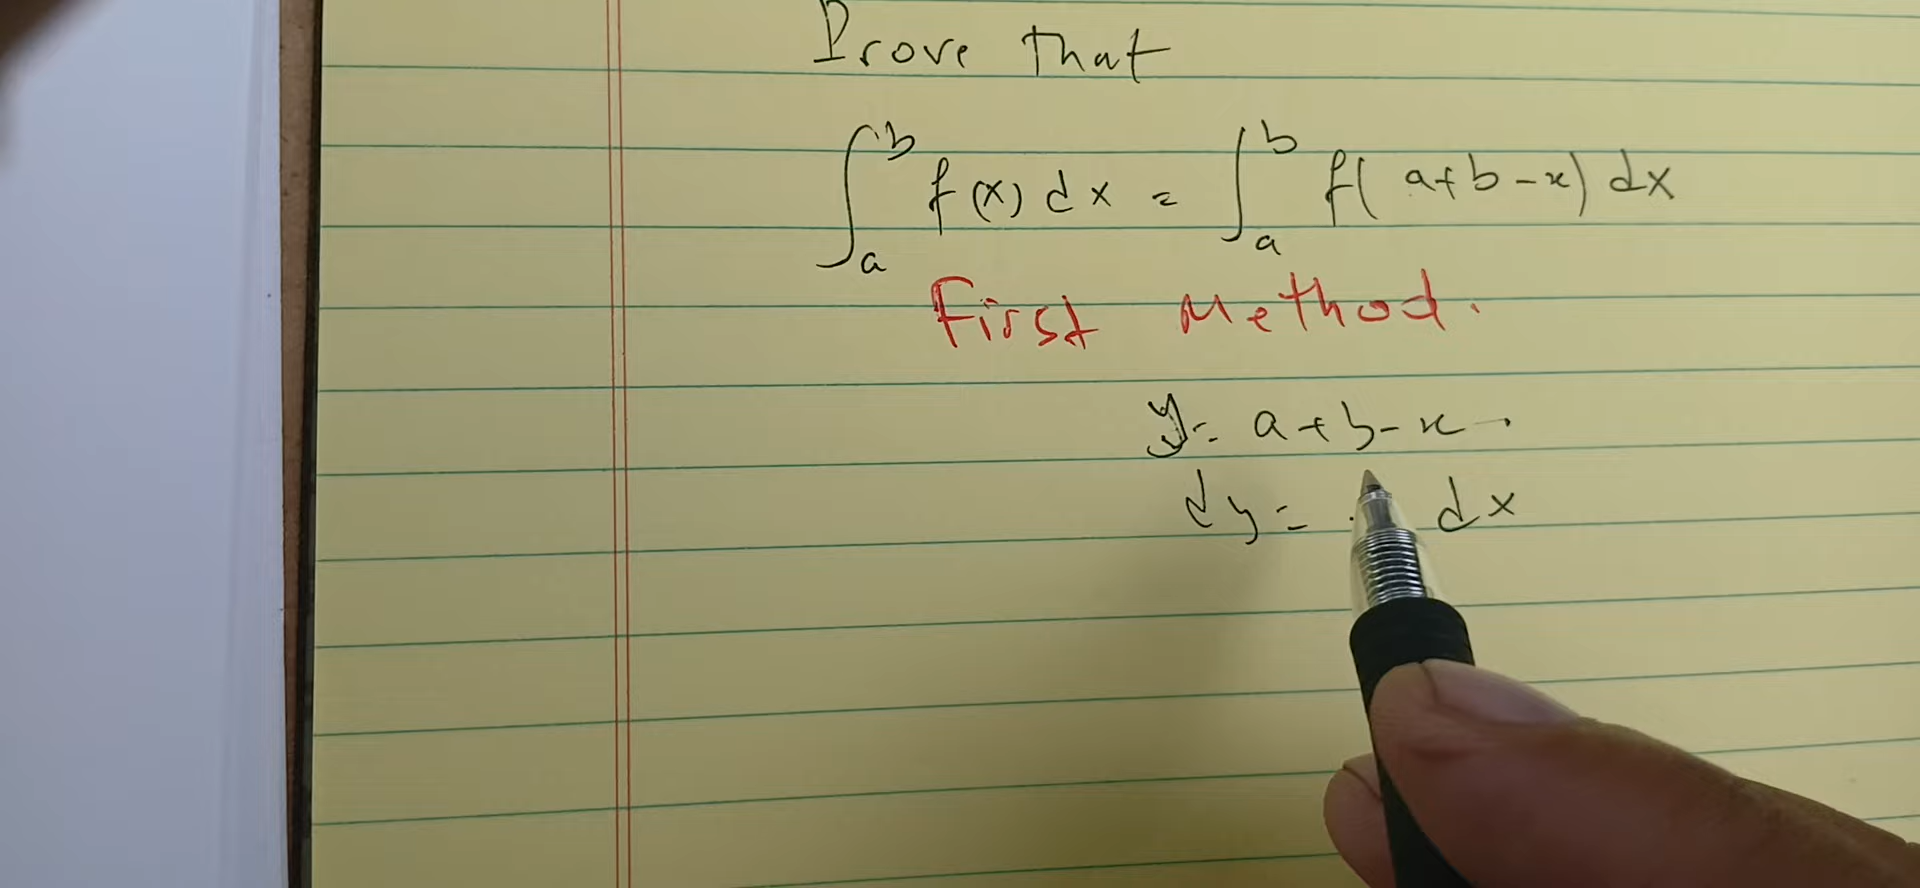 Prove that
∫_a^b f(x) dx = ∫_a^b f(a+b-x) dx
First Method.
y = a+b-x
dy = dx